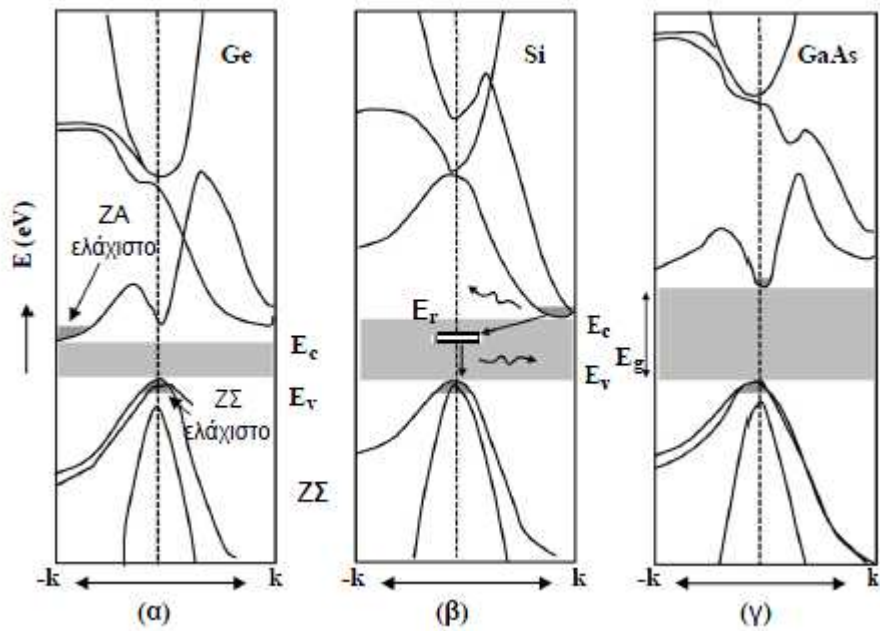 Ge
Si
GaAs
E (eV)
ΖΑ
ελάχιστο
E_r
E_c
E_v
ΖΣ
ελάχιστο
E_c
E_v
E_g
ΖΣ
-k
k
-k
k
-k
k
(α)
(β)
(γ)